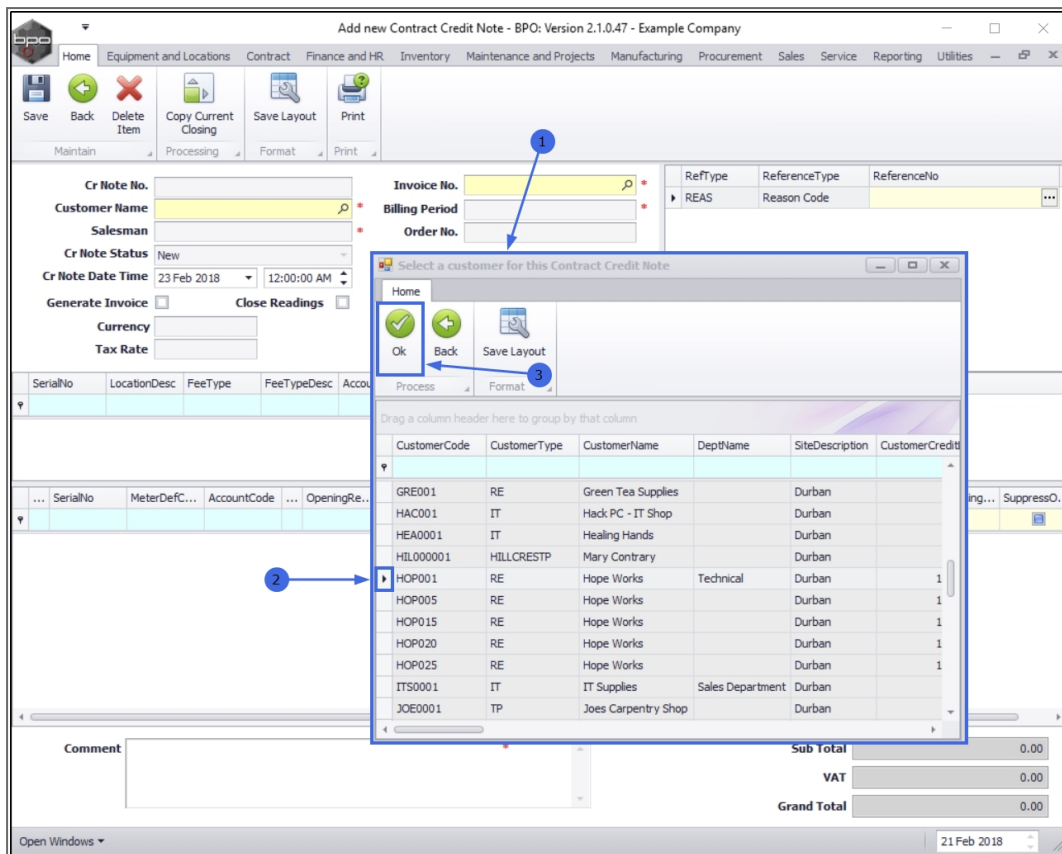 Add new Contract Credit Note - BPO: Version 2.1.0.47 - Example Company
bpo
Home Equipment and Locations Contract Finance and HR Inventory Maintenance and Projects Manufacturing Procurement Sales Service Reporting Utilities
Save Back Delete Item Copy Current Closing Save Layout Print
Maintain Processing Format Print
1
Cr Note No.
Customer Name *
Salesman *
Cr Note Status New
Cr Note Date Time 23 Feb 2018 12:00:00 AM
Generate Invoice Close Readings
Currency
Tax Rate
Invoice No. *
Billing Period *
Order No.
RefType ReferenceType ReferenceNo
REAS Reason Code ...
SerialNo LocationDesc FeeType FeeTypeDesc Accou
... SerialNo MeterDefC... AccountCode ... OpeningRe... ing... SuppressO...
Select a customer for this Contract Credit Note
Home
Ok Back Save Layout
3
Process Format
Drag a column header here to group by that column
CustomerCode CustomerType CustomerName DeptName SiteDescription CustomerCredit
GRE001 RE Green Tea Supplies Durban
HAC001 IT Hack PC - IT Shop Durban
HEA0001 IT Healing Hands Durban
HIL000001 HILLCRESTP Mary Contrary Durban
2
HOP001 RE Hope Works Technical Durban 1
HOP005 RE Hope Works Durban 1
HOP015 RE Hope Works Durban 1
HOP020 RE Hope Works Durban 1
HOP025 RE Hope Works Durban 1
ITS0001 IT IT Supplies Sales Department Durban
JOE0001 TP Joes Carpentry Shop Durban
Comment *
Sub Total 0.00
VAT 0.00
Grand Total 0.00
Open Windows 21 Feb 2018